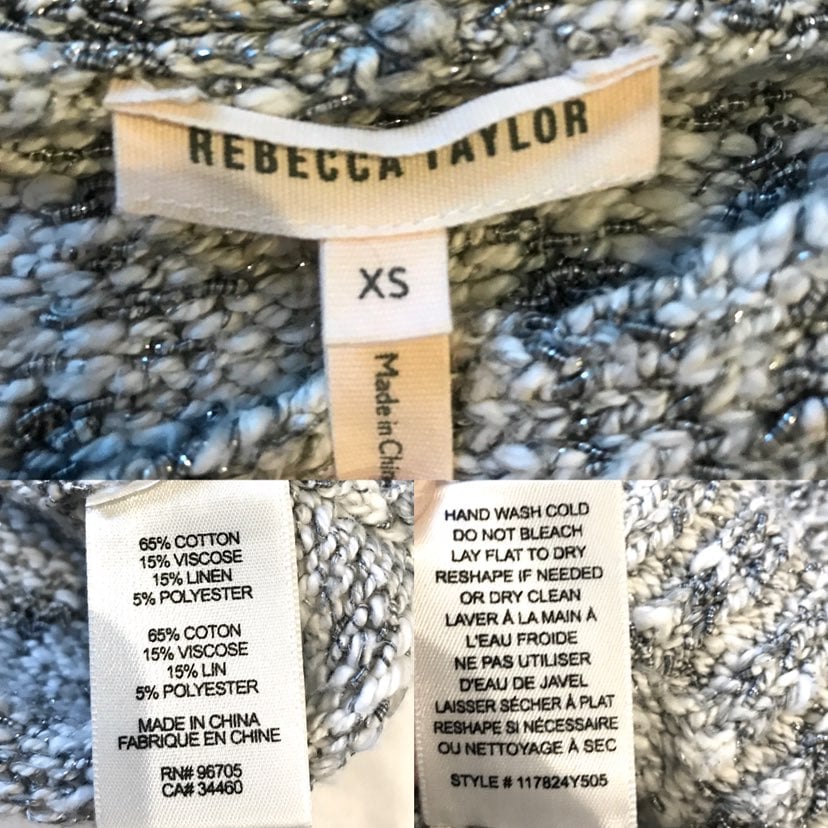 REBECCA TAYLOR
XS
Made in Chin
65% COTTON
15% VISCOSE
15% LINEN
5% POLYESTER
65% COTON
15% VISCOSE
15% LIN
5% POLYESTER
MADE IN CHINA
FABRIQUE EN CHINE
RN# 96705
CA# 34460
HAND WASH COLD
DO NOT BLEACH
LAY FLAT TO DRY
RESHAPE IF NEEDED
OR DRY CLEAN
LAVER À LA MAIN À
L'EAU FROIDE
NE PAS UTILISER
D'EAU DE JAVEL
LAISSER SÉCHER À PLAT
RESHAPE SI NÉCESSAIRE
OU NETTOYAGE À SEC
STYLE # 117824Y505